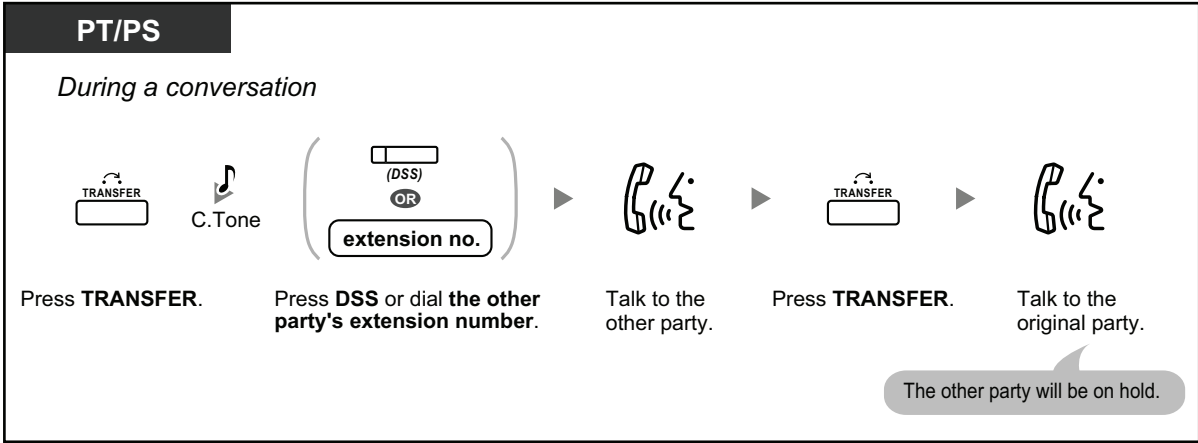 PT/PS
During a conversation
TRANSFER
C.Tone
(DSS)
OR
extension no.
TRANSFER
Press TRANSFER.
Press DSS or dial the other
party's extension number.
Talk to the
other party.
Press TRANSFER.
Talk to the
original party.
The other party will be on hold.